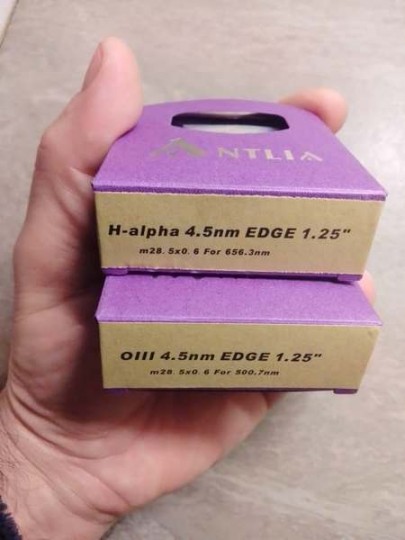 ANTLIA
H-alpha 4.5nm EDGE 1.25"
m28.5x0.6 For 656.3nm
OIII 4.5nm EDGE 1.25"
m28.5x0.6 For 500.7nm